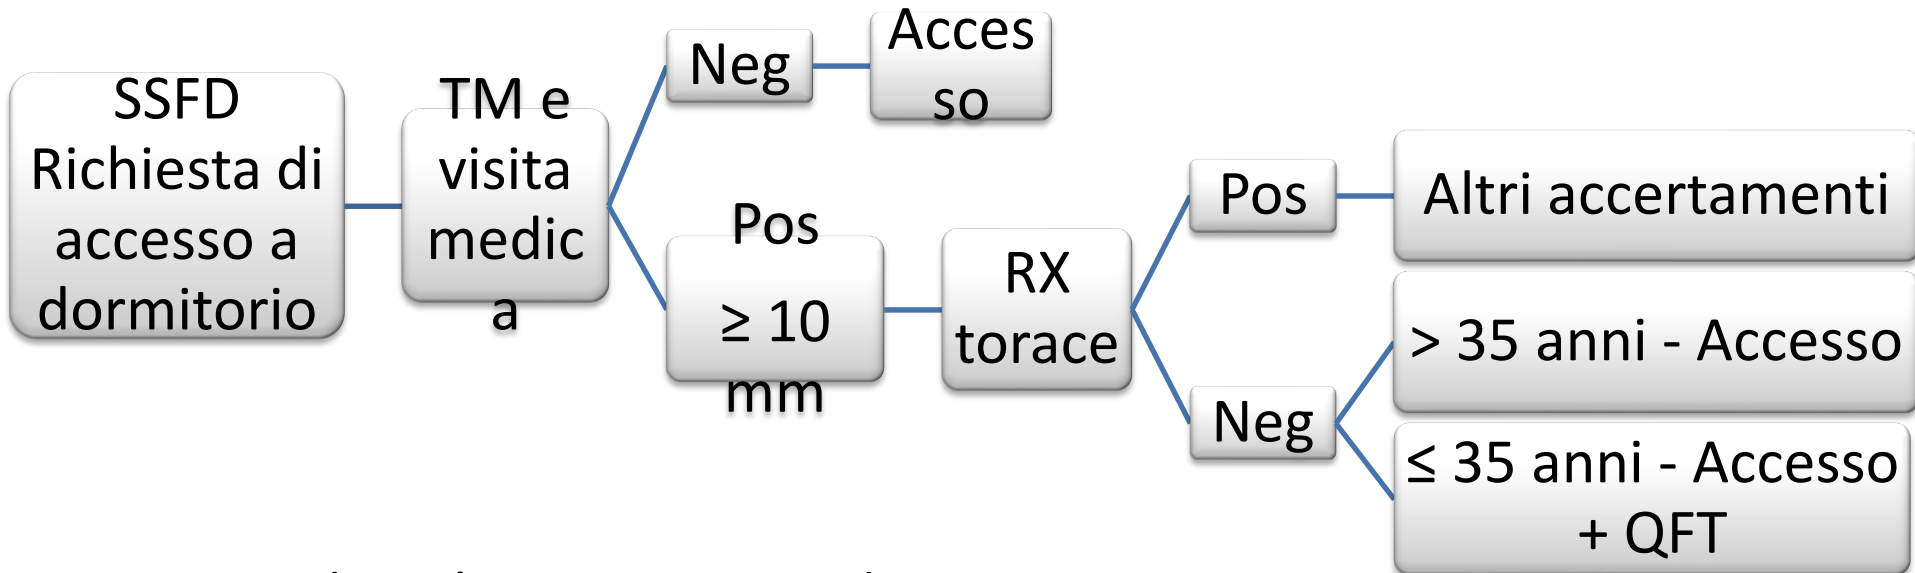 SSFD
Richiesta di
accesso a
dormitorio
TM e
visita
medic
a
Neg
Acces
so
Pos
≥ 10
mm
RX
torace
Pos
Altri accertamenti
Neg
> 35 anni - Accesso
≤ 35 anni - Accesso
+ QFT